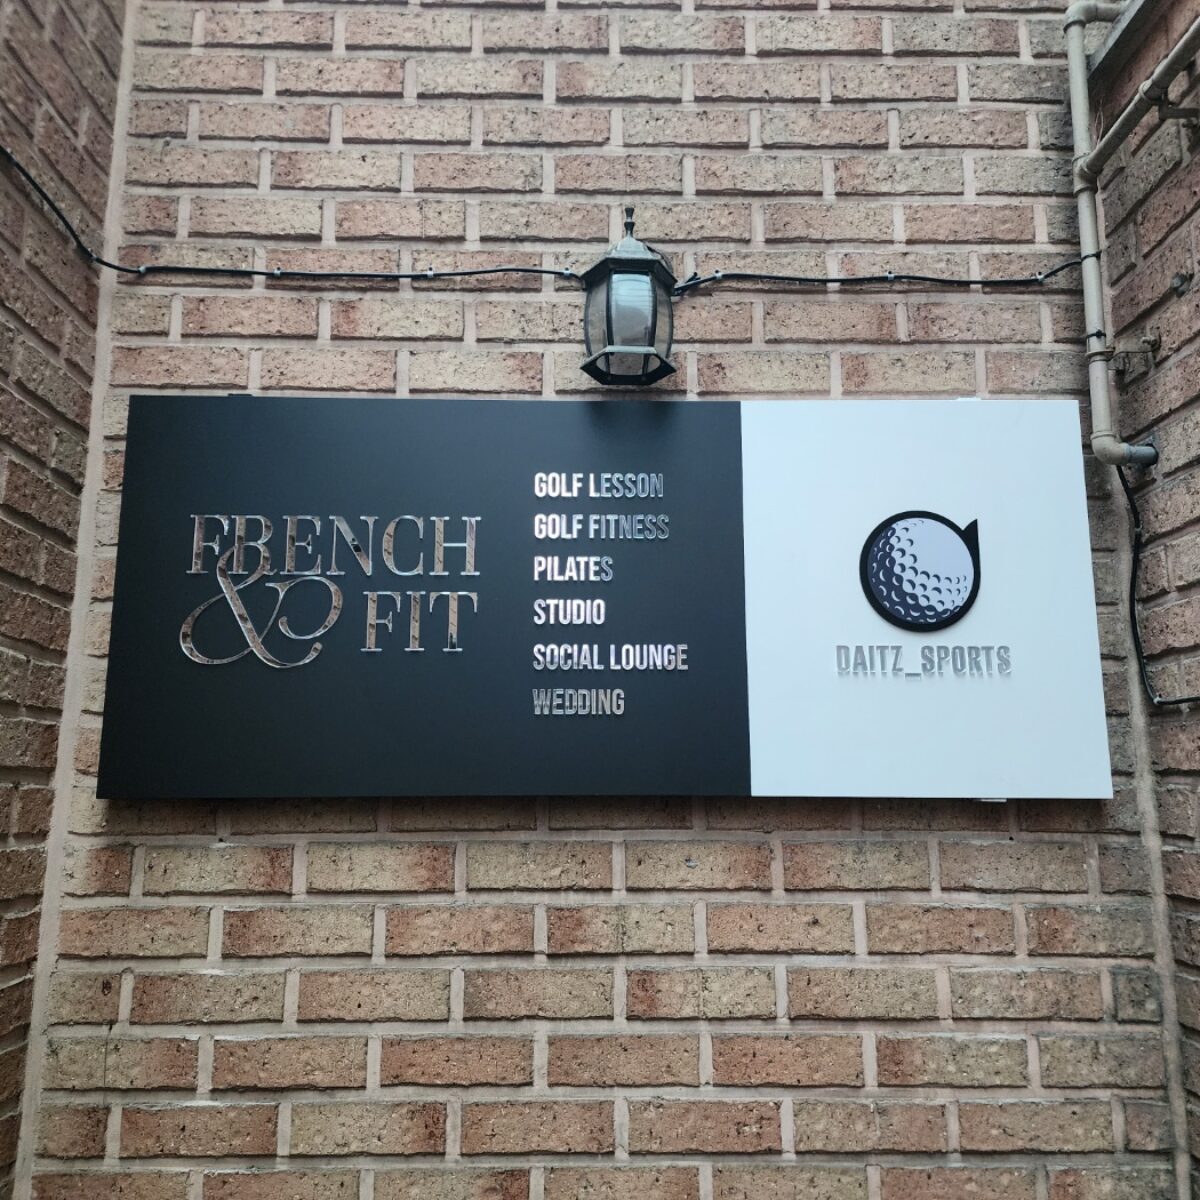 FRENCH
& FIT
GOLF LESSON
GOLF FITNESS
PILATES
STUDIO
SOCIAL LOUNGE
WEDDING
DAITZ_SPORTS